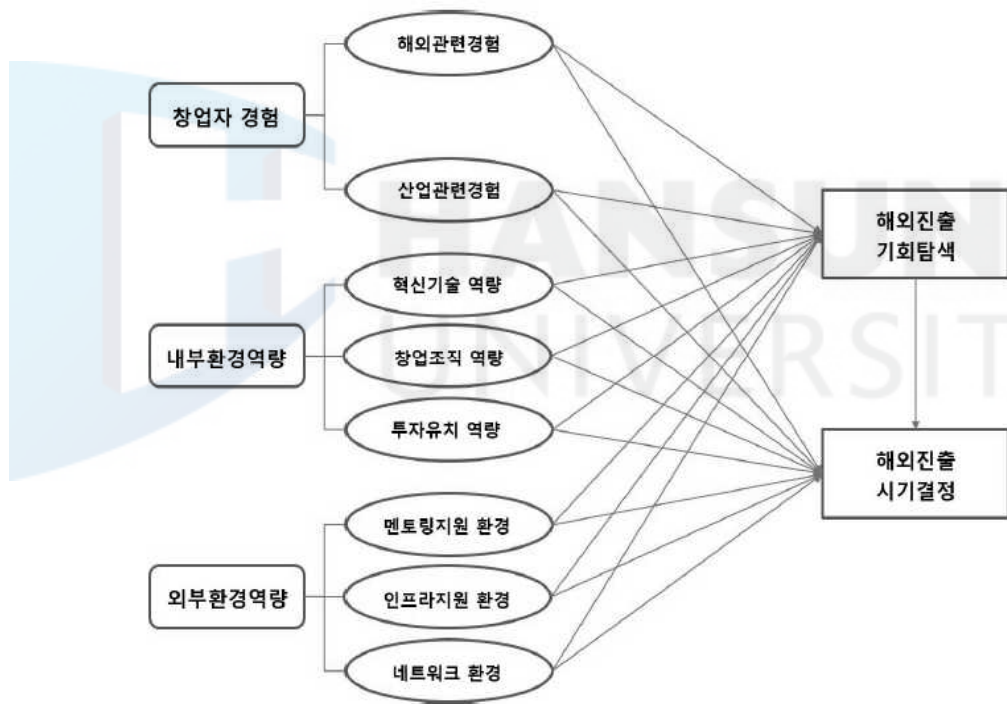 해외관련경험
창업자 경험
산업관련경험
해외진출
기회탐색
혁신기술 역량
내부환경역량
창업조직 역량
투자유치 역량
해외진출
시기결정
멘토링지원 환경
외부환경역량
인프라지원 환경
네트워크 환경
HANSUN
UNIVERSIT